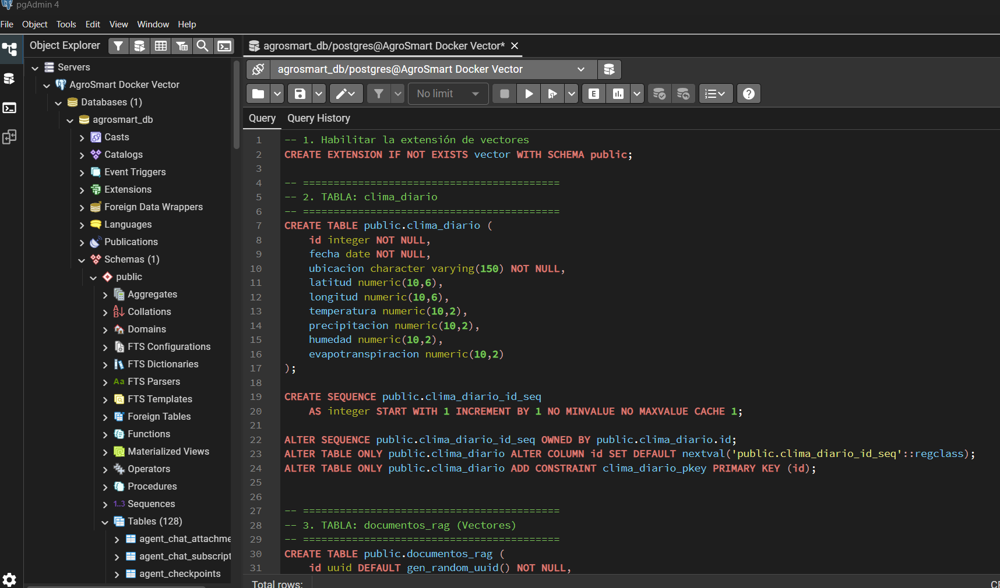 pgAdmin 4
File Object Tools Edit View Window Help
Object Explorer
agrosmart_db/postgres@AgroSmart Docker Vector*
Servers
AgroSmart Docker Vector
Databases (1)
agrosmart_db
Casts
Catalogs
Event Triggers
Extensions
Foreign Data Wrappers
Languages
Publications
Schemas (1)
public
Aggregates
Collations
Domains
FTS Configurations
FTS Dictionaries
Aa FTS Parsers
FTS Templates
Foreign Tables
Functions
Materialized Views
Operators
Procedures
1..3 Sequences
Tables (128)
agent_chat_attachme
agent_chat_subscript
agent_checkpoints
agrosmart_db/postgres@AgroSmart Docker Vector
No limit E
Query Query History
1 -- 1. Habilitar la extensión de vectores
2 CREATE EXTENSION IF NOT EXISTS vector WITH SCHEMA public;
3
4 -- ==========================================
5 -- 2. TABLA: clima_diario
6 -- ==========================================
7 CREATE TABLE public.clima_diario (
8     id integer NOT NULL,
9     fecha date NOT NULL,
10     ubicacion character varying(150) NOT NULL,
11     latitud numeric(10,6),
12     longitud numeric(10,6),
13     temperatura numeric(10,2),
14     precipitacion numeric(10,2),
15     humedad numeric(10,2),
16     evapotranspiracion numeric(10,2)
17 );
18
19 CREATE SEQUENCE public.clima_diario_id_seq
20     AS integer START WITH 1 INCREMENT BY 1 NO MINVALUE NO MAXVALUE CACHE 1;
21
22 ALTER SEQUENCE public.clima_diario_id_seq OWNED BY public.clima_diario.id;
23 ALTER TABLE ONLY public.clima_diario ALTER COLUMN id SET DEFAULT nextval('public.clima_diario_id_seq'::regclass);
24 ALTER TABLE ONLY public.clima_diario ADD CONSTRAINT clima_diario_pkey PRIMARY KEY (id);
25
26
27 -- ==========================================
28 -- 3. TABLA: documentos_rag (Vectores)
29 -- ==========================================
30 CREATE TABLE public.documentos_rag (
31     id uuid DEFAULT gen_random_uuid() NOT NULL,
Total rows: